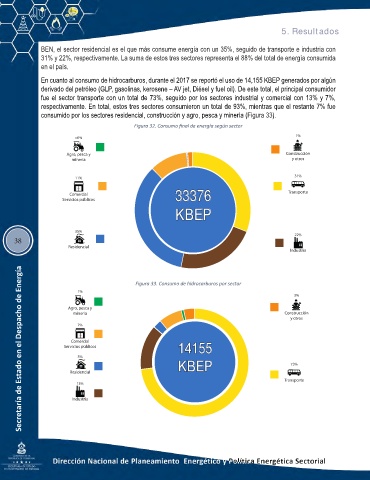 5. Resultados
BEN, el sector residencial es el que más consume energía con un 35%, seguido de transporte e industria con
31% y 22%, respectivamente. La suma de estos tres sectores representa el 88% del total de energía consumida
en el país.
En cuanto al consumo de hidrocarburos, durante el 2017 se reportó el uso de 14,155 KBEP generados por algún
derivado del petróleo (GLP, gasolinas, kerosene – AV jet, Diésel y fuel oil). De este total, el principal consumidor
fue el sector transporte con un total de 73%, seguido por los sectores industrial y comercial con 13% y 7%,
respectivamente. En total, estos tres sectores consumieron un total de 93%, mientras que el restante 7% fue
consumido por los sectores residencial, construcción y agro, pesca y minería (Figura 33).
Figura 32. Consumo final de energía según sector
Agro, pesca y
minería
1%
Construcción
y otros
11%
Comercial
Servicios públicos
31%
Transporte
33376
KBEP
Residencial
22%
Industria
38
Figura 33. Consumo de hidrocarburos por sector
1%
Agro, pesca y
minería
3%
Construcción
y otros
7%
Comercial
Servicios públicos
14155
KBEP
3%
Residencial
73%
Transporte
13%
Industria
Secretaría de Estado en el Despacho de Energía
Dirección Nacional de Planeamiento Energético y Política Energética Sectorial